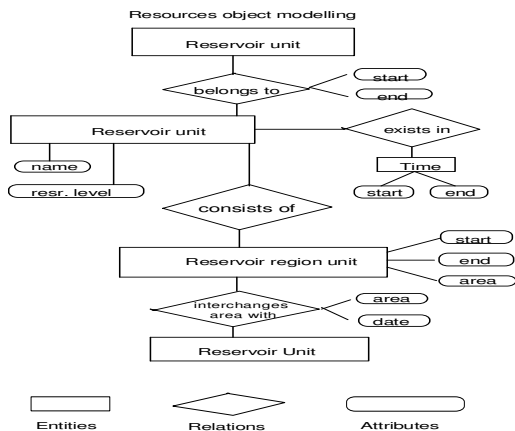 Resources object modelling
Reservoir unit
belongs to
start
end
Reservoir unit
exists in
name
resr. level
Time
start
end
consists of
Reservoir region unit
start
end
area
interchanges
area with
area
date
Reservoir Unit
Entities
Relations
Attributes